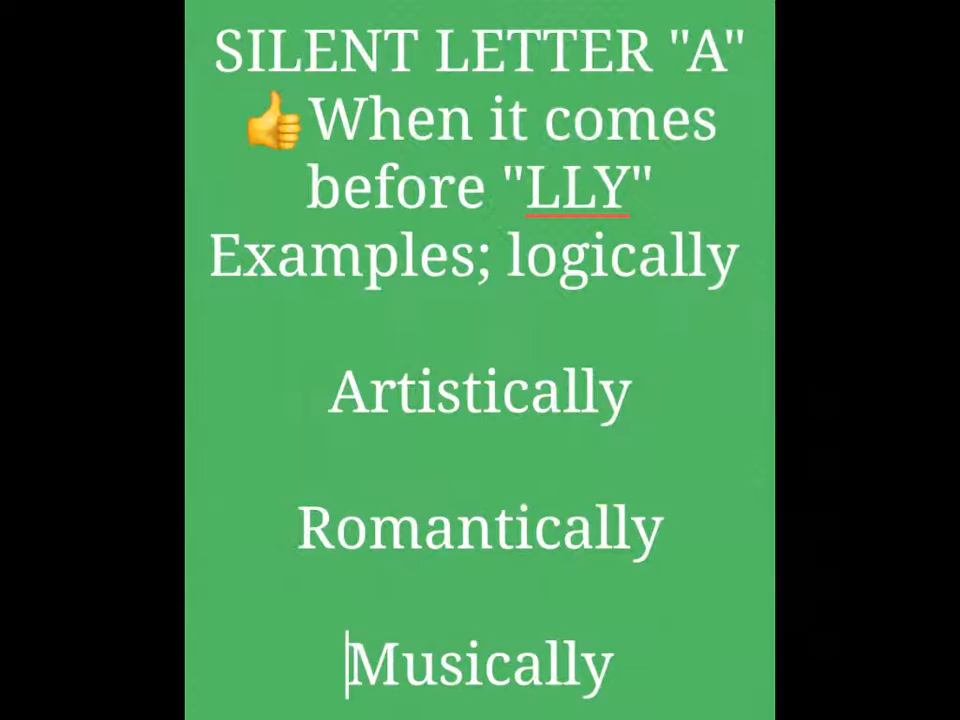 SILENT LETTER "A"
👍When it comes
before "LLY"
Examples; logically
Artistically
Romantically
Musically